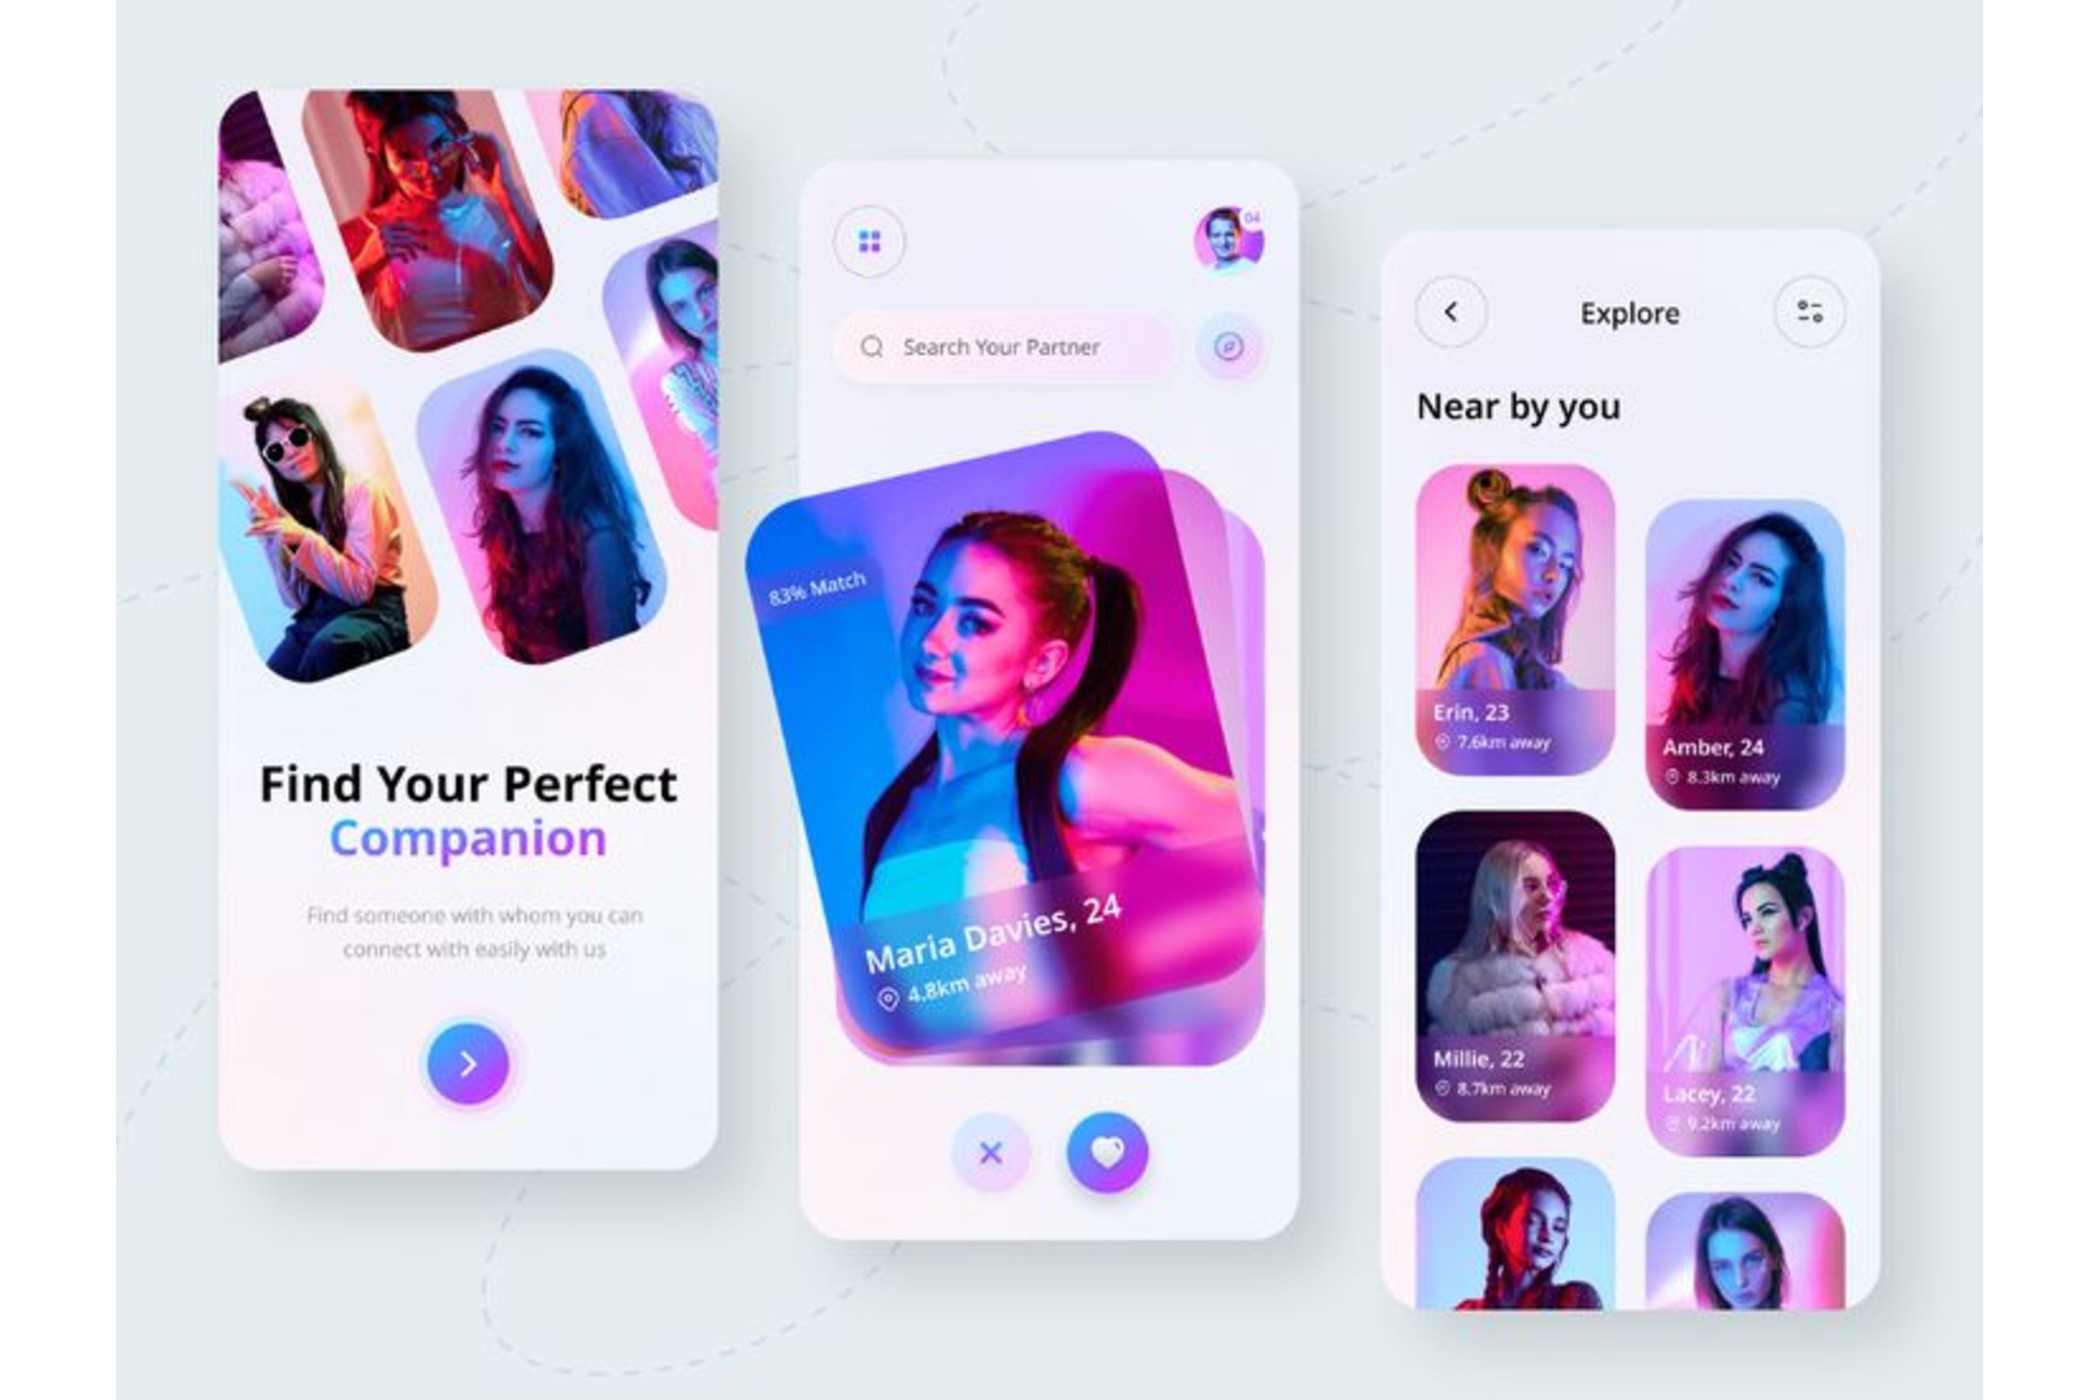 Find Your Perfect
Companion
Find someone with whom you can
connect with easily with us
04
Search Your Partner
83% Match
Maria Davies, 24
4.8km away
Explore
Near by you
Erin, 23
7.6km away
Amber, 24
8.3km away
Millie, 22
8.7km away
Lacey, 22
9.2km away